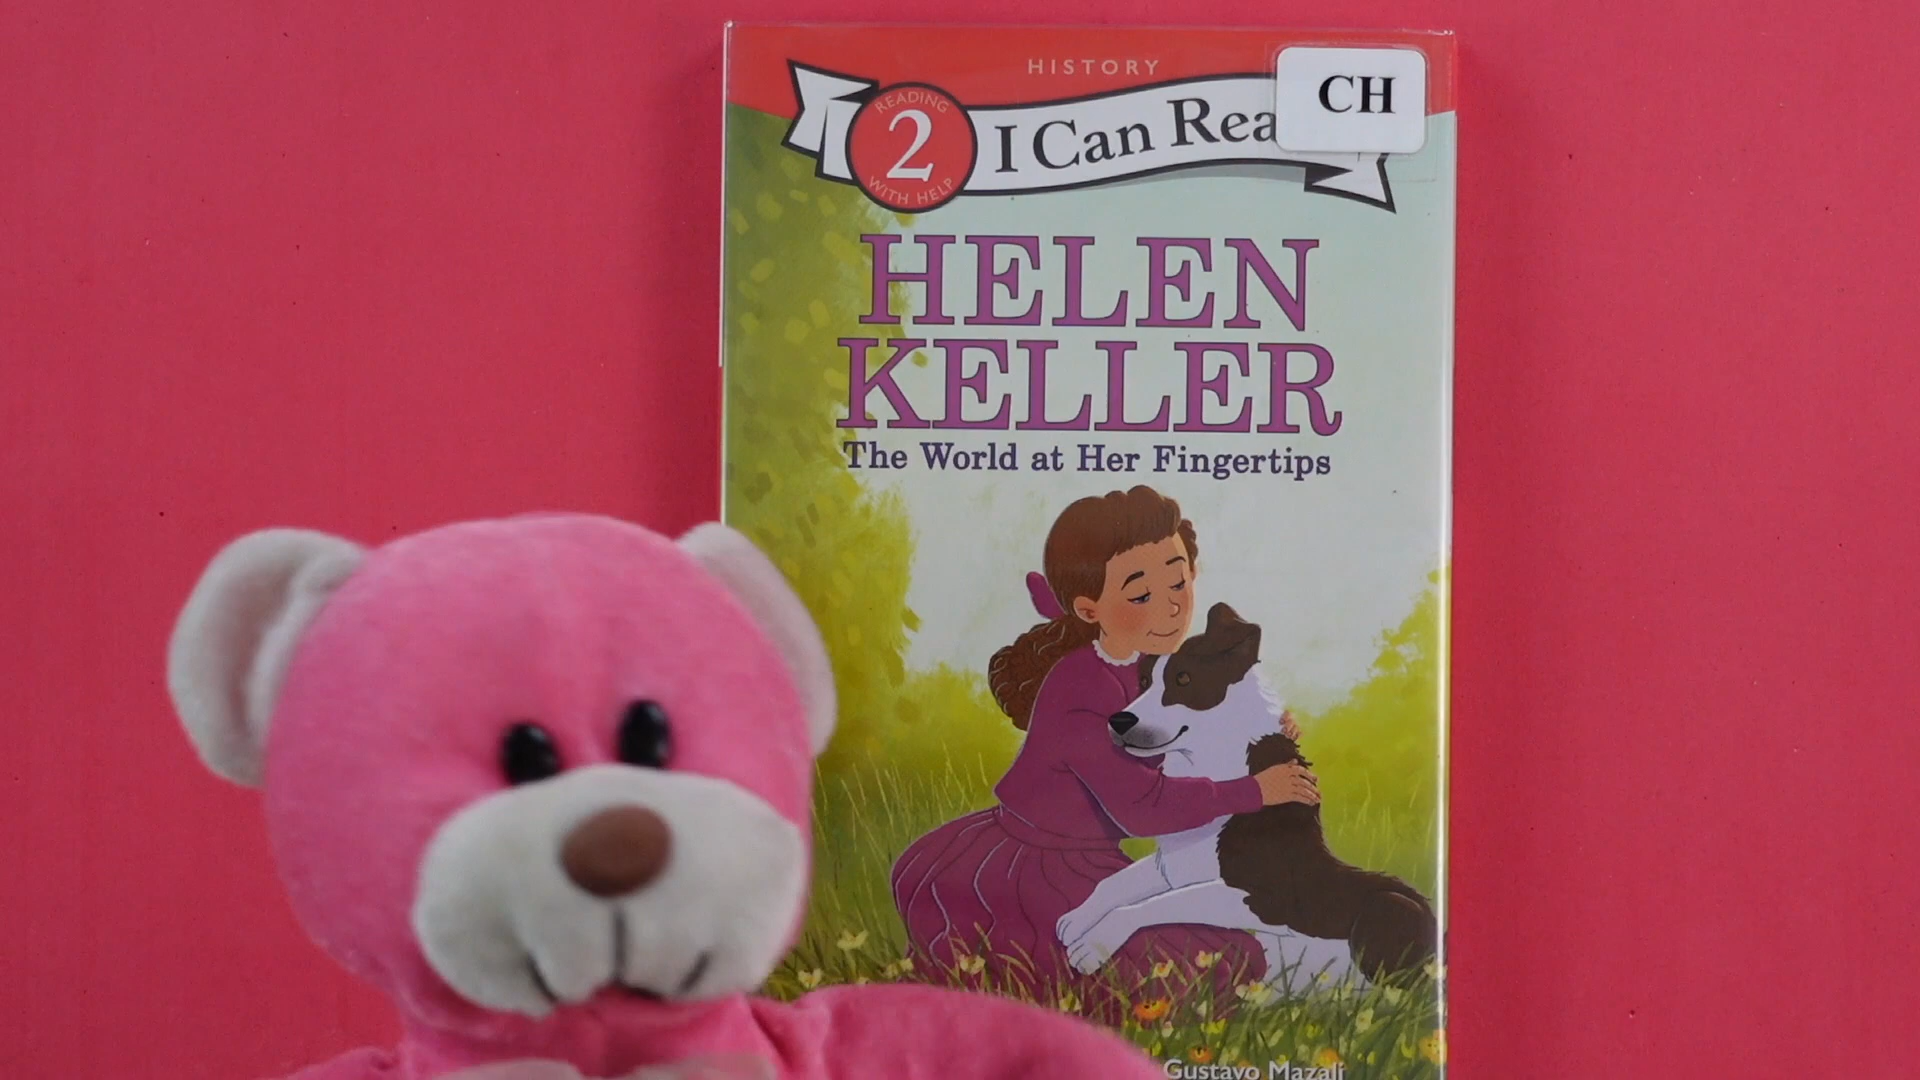 HISTORY
CH
READING
2
WITH HELP
I Can Rea
HELEN
KELLER
The World at Her Fingertips
Gustavo Mazali